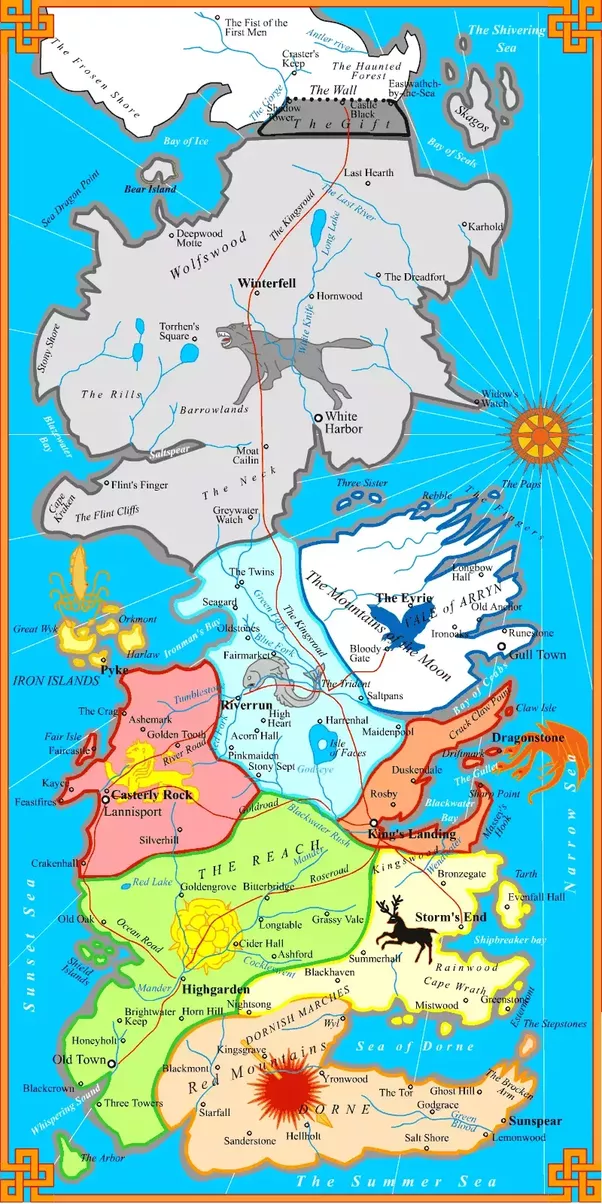 The Fist of the
First Men
Antler river
The Shivering
Sea
The Frozen Shore
Craster's
Keep
The Haunted
Forest
The Gorge
The Wall
Eastwathch-
by-the-Sea
Shadow
Tower
Castle
Black
The Gift
Skagos
Bay of Ice
Bay of Seals
Bear Island
Last Hearth
Sea Dragon Point
The Last River
The Kingsroad
Long Lake
Deepwood
Motte
Wolfswood
Karhold
The Dreadfort
Winterfell
Hornwood
White Knife
Stony Shore
Torrhen's
Square
The Rills
Barrowlands
White
Harbor
Widow's
Watch
Blazewater
Bay
Saltspear
Moat
Cailin
The Neck
Flint's Finger
Cape
Kraken
The Flint Cliffs
Greywater
Watch
Three Sister
Rebble
The Paps
The Fingers
The Twins
Seagard
Green Fork
The Kingsroad
The Mountains of the Moon
Longbow
Hall
The Eyrie
VALE of ARRYN
Old Anchor
Ironoaks
Runestone
Gull Town
Great Wyk
Orkmont
Harlaw
Pyke
IRON ISLANDS
Ironman's Bay
Oldstones
Blue Fork
Fairmarket
Bloody
Gate
The Trident
Saltpans
Bay of Crabs
Tumblestone
Riverrun
Red Fork
High
Heart
Acorn Hall
Harrenhal
Maidenpool
Isle
of Faces
Gods eye
Pinkmaiden
Stony Sept
The Crag
Ashemark
Golden Tooth
River Road
Fair Isle
Faircastle
Kayce
Feastfires
Casterly Rock
Lannisport
Silverhill
Goldroad
Crakenhall
Crack Claw Point
Claw Isle
Dragonstone
Driftmark
Duskendale
The Gullet
Sharp Point
Rosby
Blackwater
Bay
Massey's
Hook
King's Landing
Narrow Sea
Blackwater Rush
THE REACH
Mander
Kingswood
Wendwater
Roseroad
Bronzegate
Tarth
Evenfall Hall
Red Lake
Goldengrove
Bitterbridge
Old Oak
Ocean Road
Longtable
Grassy Vale
Storm's End
Shipbreaker bay
Sunset Sea
Shield
Islands
Cider Hall
Ashford
Cockleswent
Summerhall
Rainwood
Mander
Highgarden
Blackhaven
Cape Wrath
Greenstone
Estermont
Mistwood
Nightsong
DORNISH MARCHES
Brightwater
Keep
Horn Hill
Wyl
The Stepstones
Honeyholt
Old Town
Kingsgrave
Sea of Dorne
Blackmont
Red Mountains
Yronwood
Blackcrown
Whispering Sound
Three Towers
Starfall
DORNE
The Tor
Ghost Hill
The Brocken
Arm
Godgrace
Green
Blood
Sunspear
Lemonwood
Sanderstone
Hellholt
Salt Shore
The Arbor
The Summer Sea